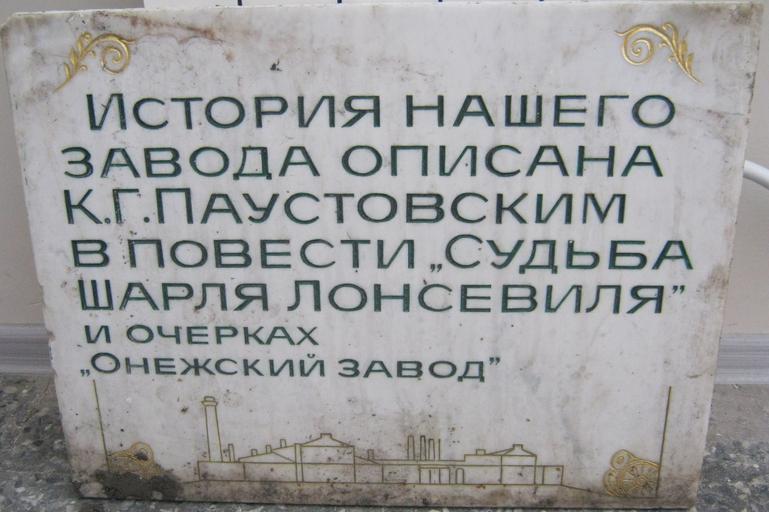 История нашего
завода описана
К.Г.Паустовским
в повести „Судьба
Шарля Лонсевиля”
и очерках
„Онежский завод”